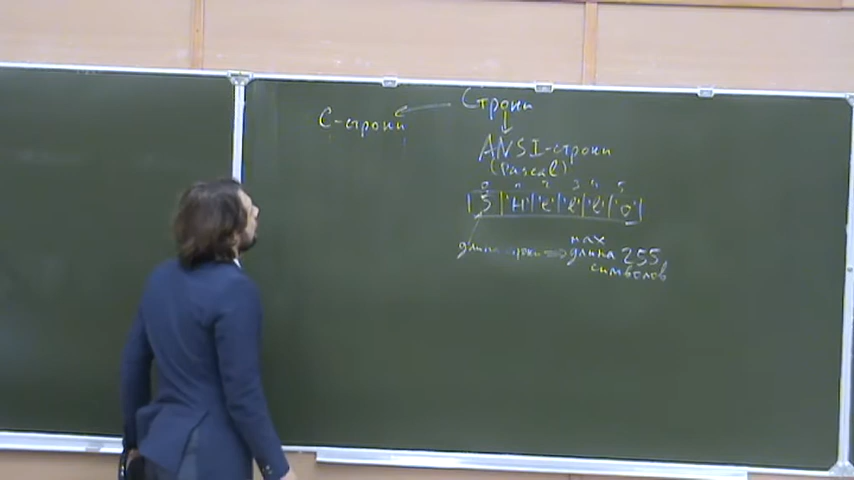 Строки
С-строки
ANSI-строки
(Pascal)
0 1 2 3 4 5
|5|'H'|'e'|'l'|'l'|'o'|
длина строки => max длина 255
символов